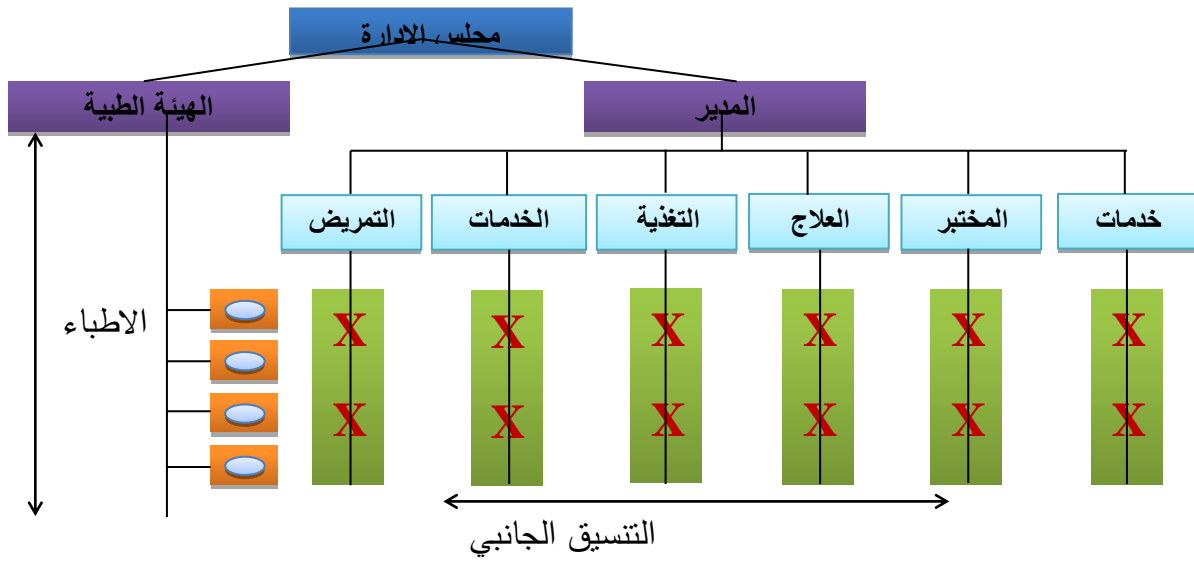 مجلس الادارة
المدير
الهيئة الطبية
خدمات
المختبر
العلاج
التغذية
الخدمات
التمريض
الاطباء
X X X X X X
X X X X X X
التنسيق الجانبي